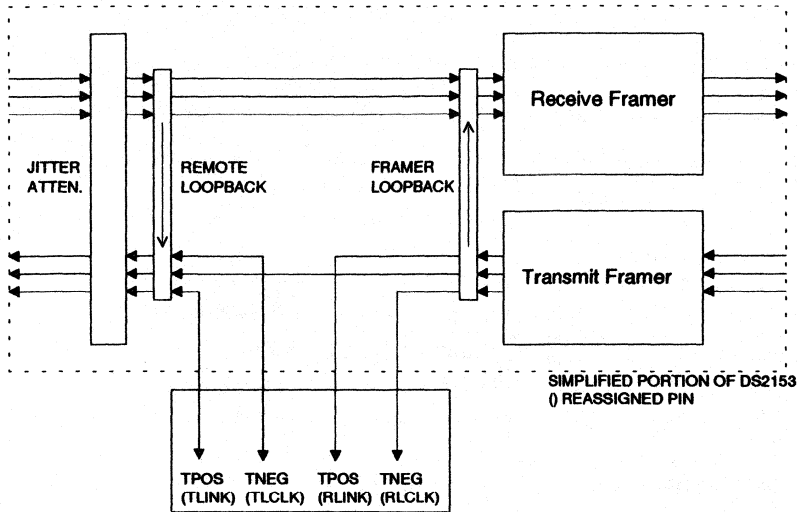 Receive Framer
JITTER
ATTEN.
REMOTE
LOOPBACK
FRAMER
LOOPBACK
Transmit Framer
SIMPLIFIED PORTION OF DS2153
() REASSIGNED PIN
TPOS TNEG TPOS TNEG
(TLINK) (TLCLK) (RLINK) (RLCLK)